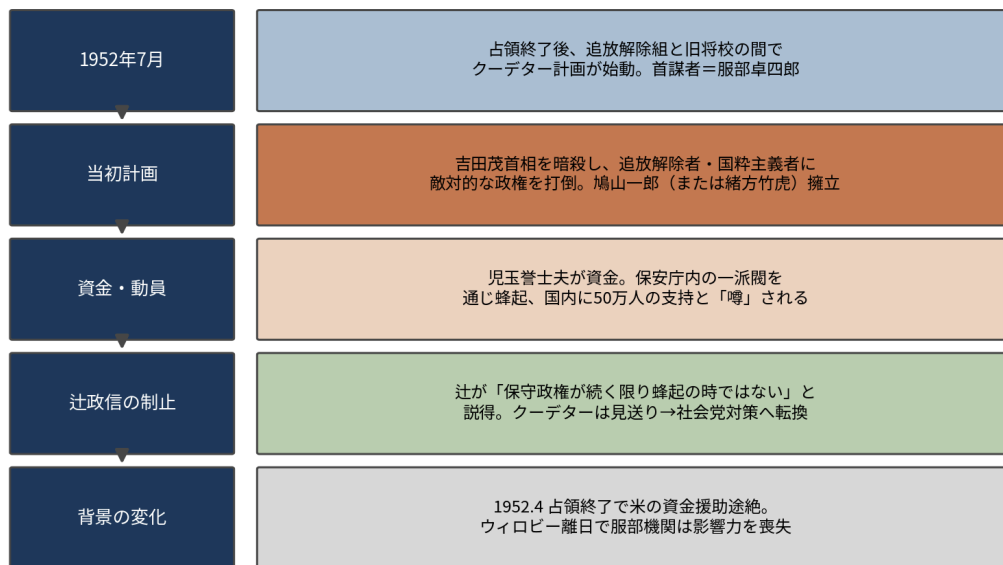 1952年7月
占領終了後、追放解除組と旧将校の間で
クーデター計画が始動。首謀者＝服部卓四郎
当初計画
吉田茂首相を暗殺し、追放解除者・国粋主義者に
敵対的な政権を打倒。鳩山一郎（または緒方竹虎）擁立
資金・動員
児玉誉士夫が資金。保安庁内の一派閥を
通じ蜂起、国内に50万人の支持と「噂」される
辻政信の制止
辻が「保守政権が続く限り蜂起の時ではない」と
説得。クーデターは見送り→社会党対策へ転換
背景の変化
1952.4 占領終了で米の資金援助途絶。
ウィロビー離日で服部機関は影響力を喪失